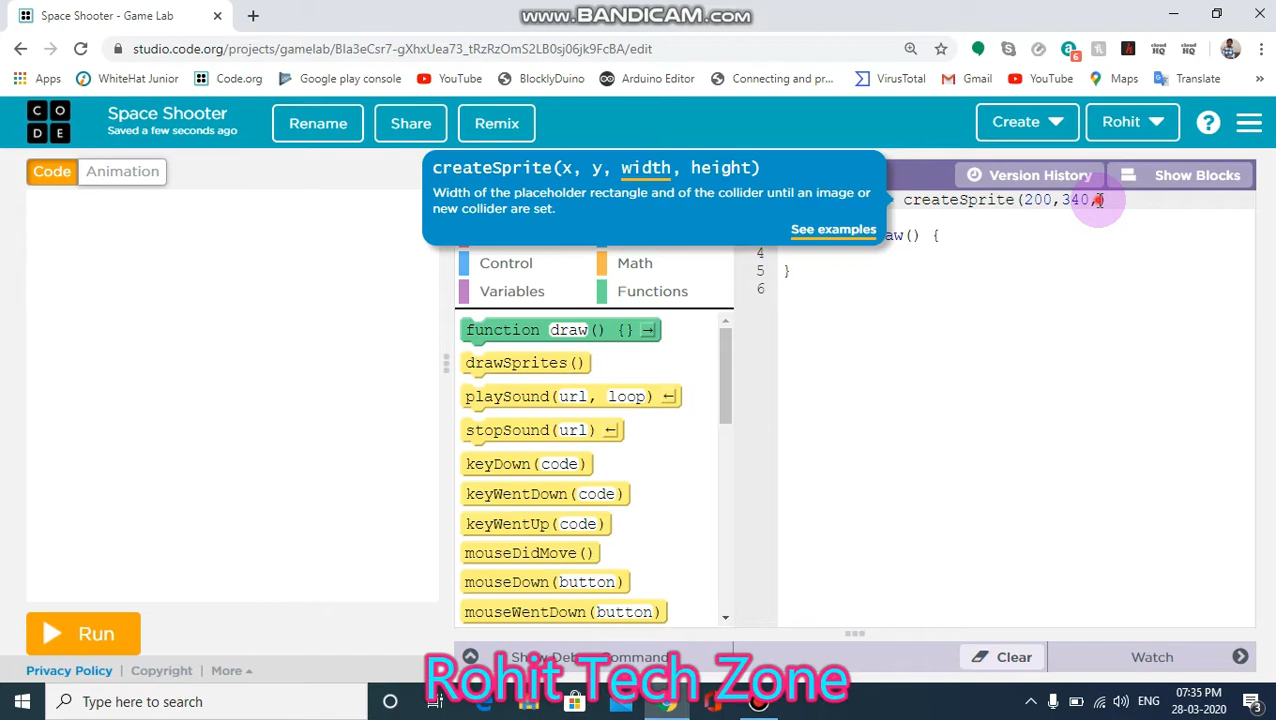 Space Shooter - Game Lab
www.BANDICAM.com
studio.code.org/projects/gamelab/Bla3eCsr7-gXhxUea73_tRzRzOmS2LB0sj06jk9FcBA/edit
6
Apps
WhiteHat Junior
Code.org
Google play console
YouTube
BlocklyDuino
Arduino Editor
Connecting and pr...
VirusTotal
Gmail
YouTube
Maps
Translate
CO
DE
Space Shooter
Saved a few seconds ago
Rename
Share
Remix
Create
Rohit
Code
Animation
createSprite(x, y, width, height)
Width of the placeholder rectangle and of the collider until an image or
new collider are set.
See examples
Version History
Show Blocks
createSprite(200,340,)
aw() {
4
5 }
6
Control
Math
Variables
Functions
function draw() {}
drawSprites()
playSound(url, loop)
stopSound(url)
keyDown(code)
keyWentDown(code)
keyWentUp(code)
mouseDidMove()
mouseDown(button)
mouseWentDown(button)
Run
Clear
Watch
Privacy Policy
Copyright
More
Rohit Tech Zone
Type here to search
ENG
07:35 PM
28-03-2020
3